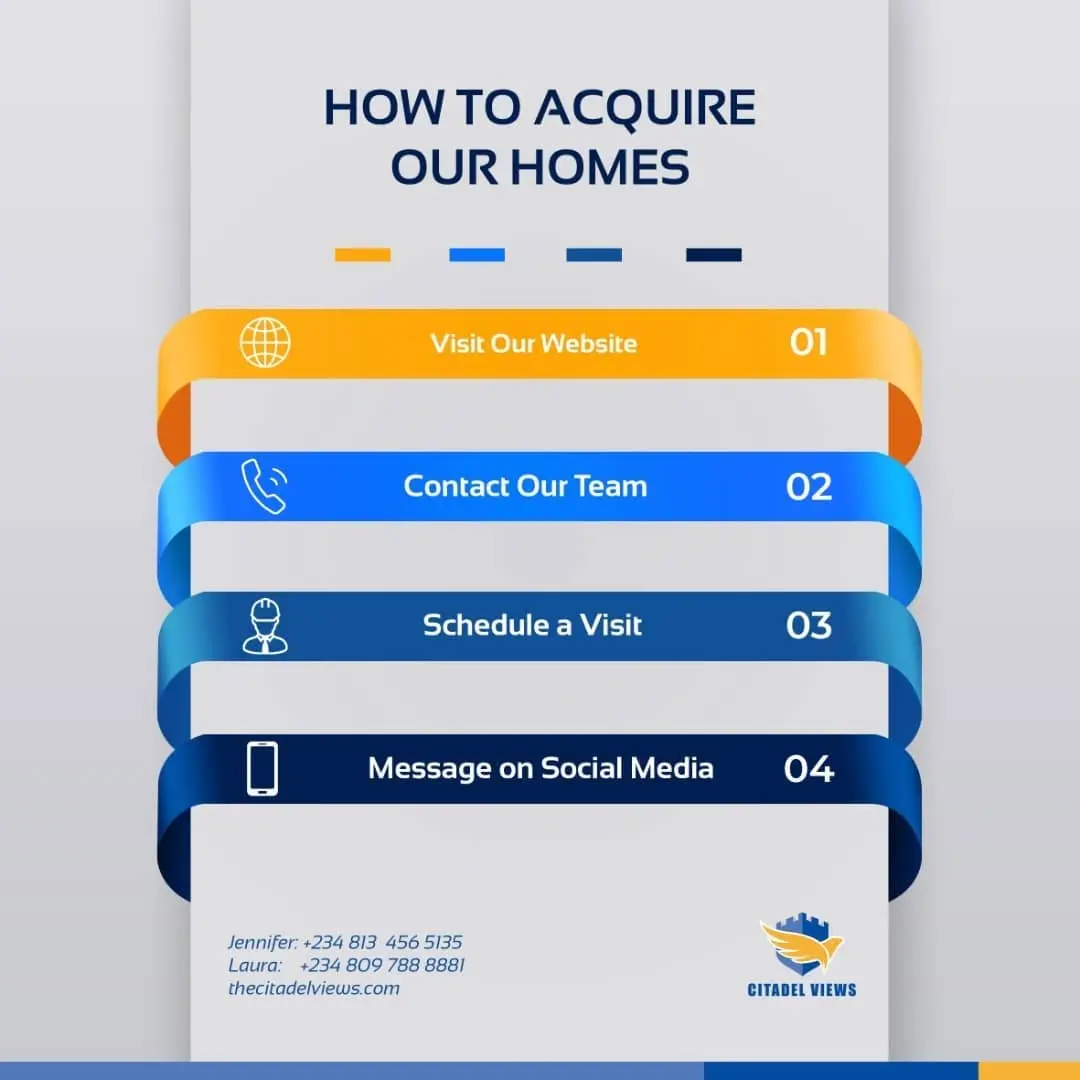 HOW TO ACQUIRE
OUR HOMES
Visit Our Website 01
Contact Our Team 02
Schedule a Visit 03
Message on Social Media 04
Jennifer: +234 813 456 5135
Laura: +234 809 788 8881
thecitadelviews.com
CITADEL VIEWS